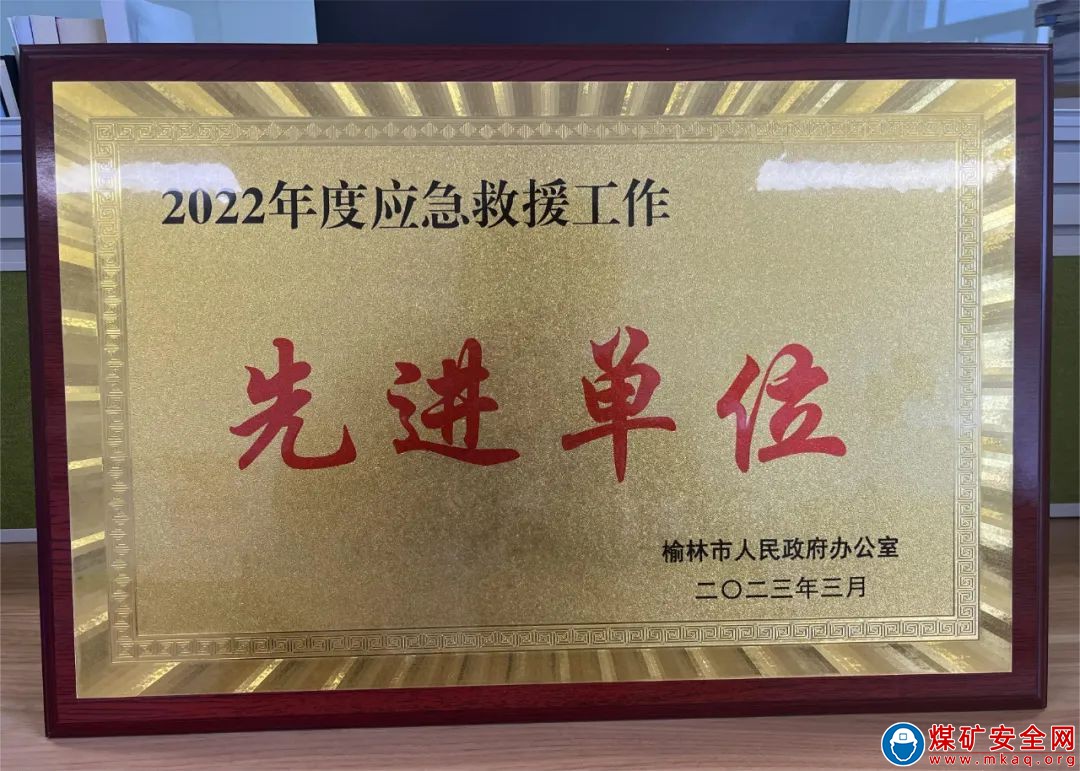 2022年度应急救援工作
先进单位
榆林市人民政府办公室
二〇二三年三月
煤矿安全网
www.mkaq.org